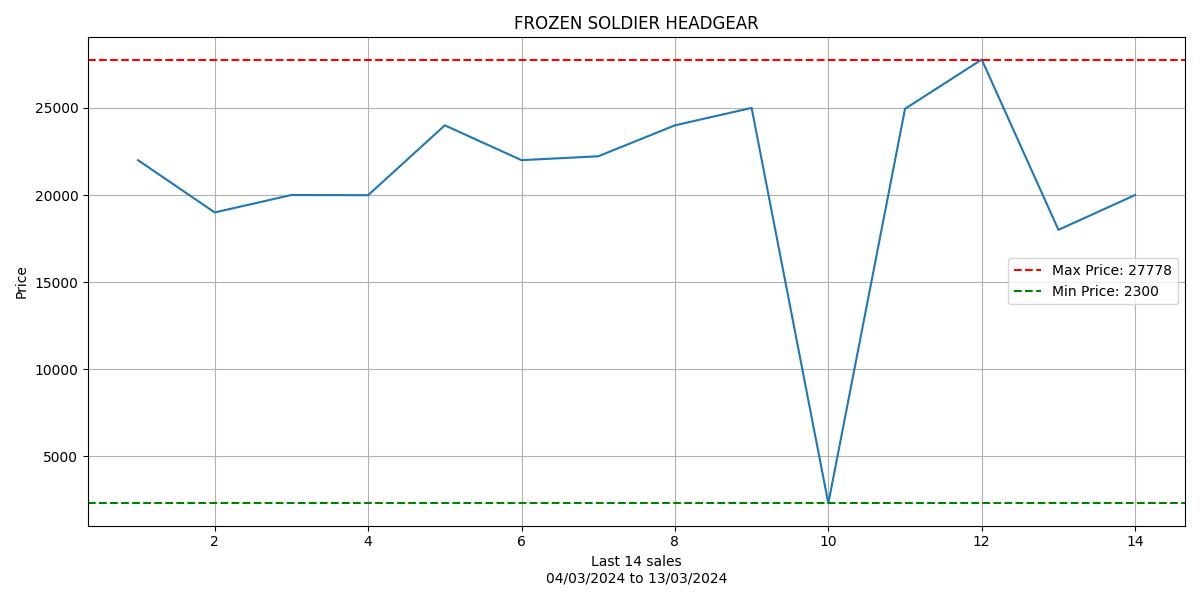 FROZEN SOLDIER HEADGEAR
25000
20000
15000
10000
5000
Price
Max Price: 27778
Min Price: 2300
2 4 6 8 10 12 14
Last 14 sales
04/03/2024 to 13/03/2024